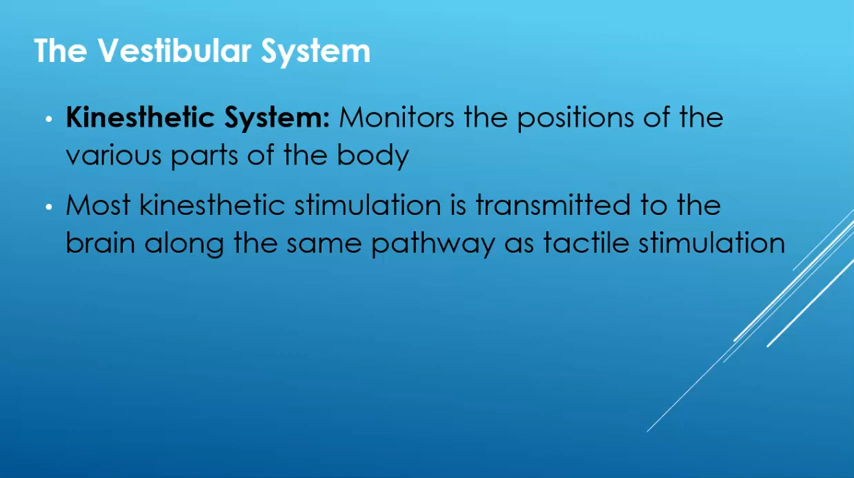 The Vestibular System
• Kinesthetic System: Monitors the positions of the
various parts of the body
• Most kinesthetic stimulation is transmitted to the
brain along the same pathway as tactile stimulation